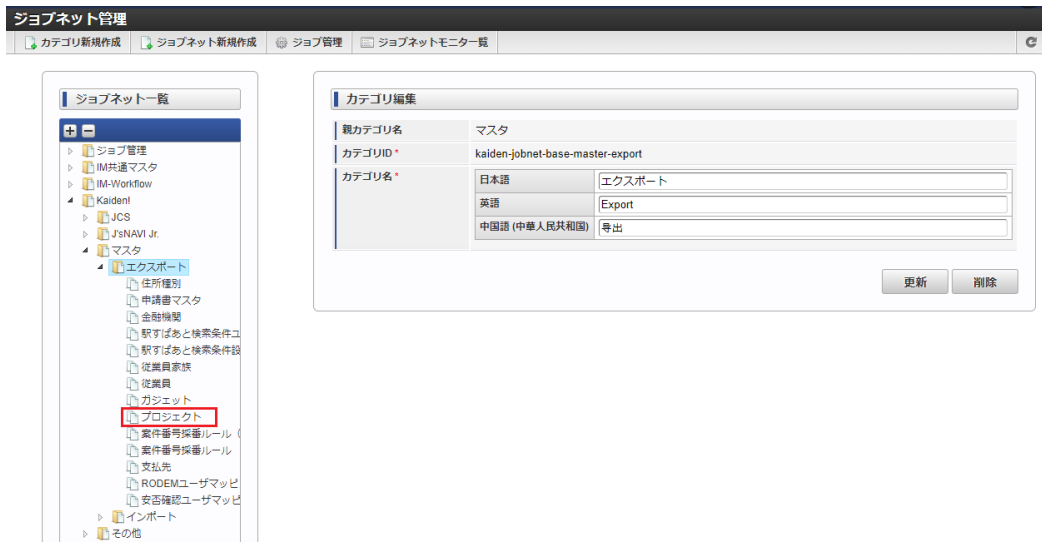 ジョブネット管理
カテゴリ新規作成 ジョブネット新規作成 ジョブ管理 ジョブネットモニター覧
ジョブネット一覧
ジョブ管理
IM共通マスタ
IM-Workflow
Kaiden!
JCS
J'sNAVI Jr.
マスタ
エクスポート
住所種別
申請書マスタ
金融機関
駅すぱあと検索条件ユ
駅すぱあと検索条件設
従業員家族
従業員
ガジェット
プロジェクト
案件番号採番ルール（
案件番号採番ルール
支払先
RODEMユーザマッピ
安否確認ユーザマッピ
インポート
その他
カテゴリ編集
親カテゴリ名 マスタ
カテゴリID * kaiden-jobnet-base-master-export
カテゴリ名 *
日本語 エクスポート
英語 Export
中国語 (中華人民共和国) 导出
更新 削除